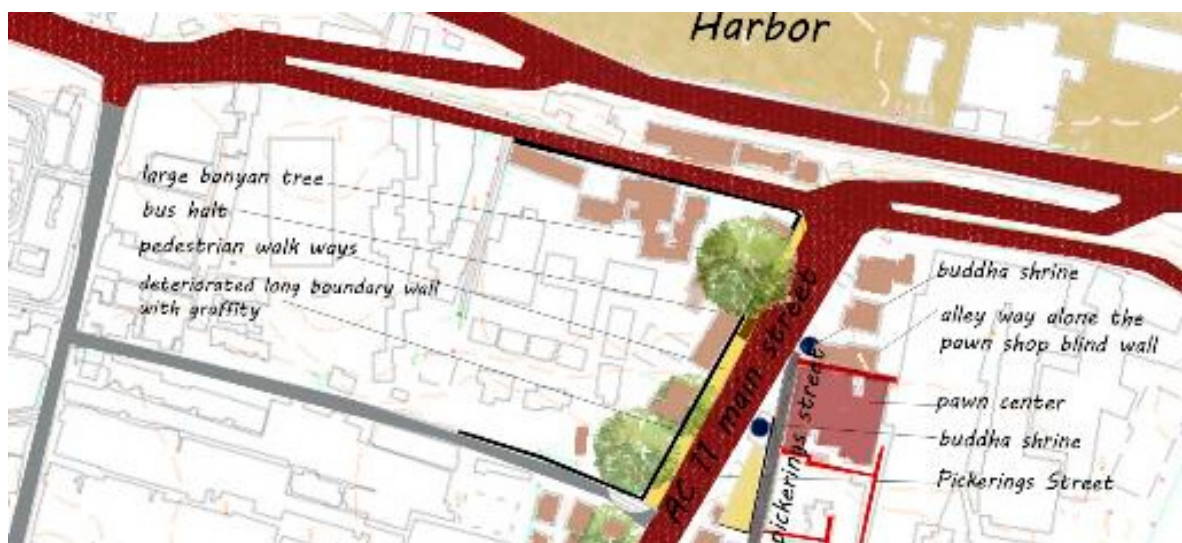 Harbor
large banyan tree
bus halt
pedestrian walk ways
deteriorated long boundary wall
with graffity
AC 11 main street
pickerings street
buddha shrine
alley way alone the
pawn shop blind wall
pawn center
buddha shrine
Pickerings Street